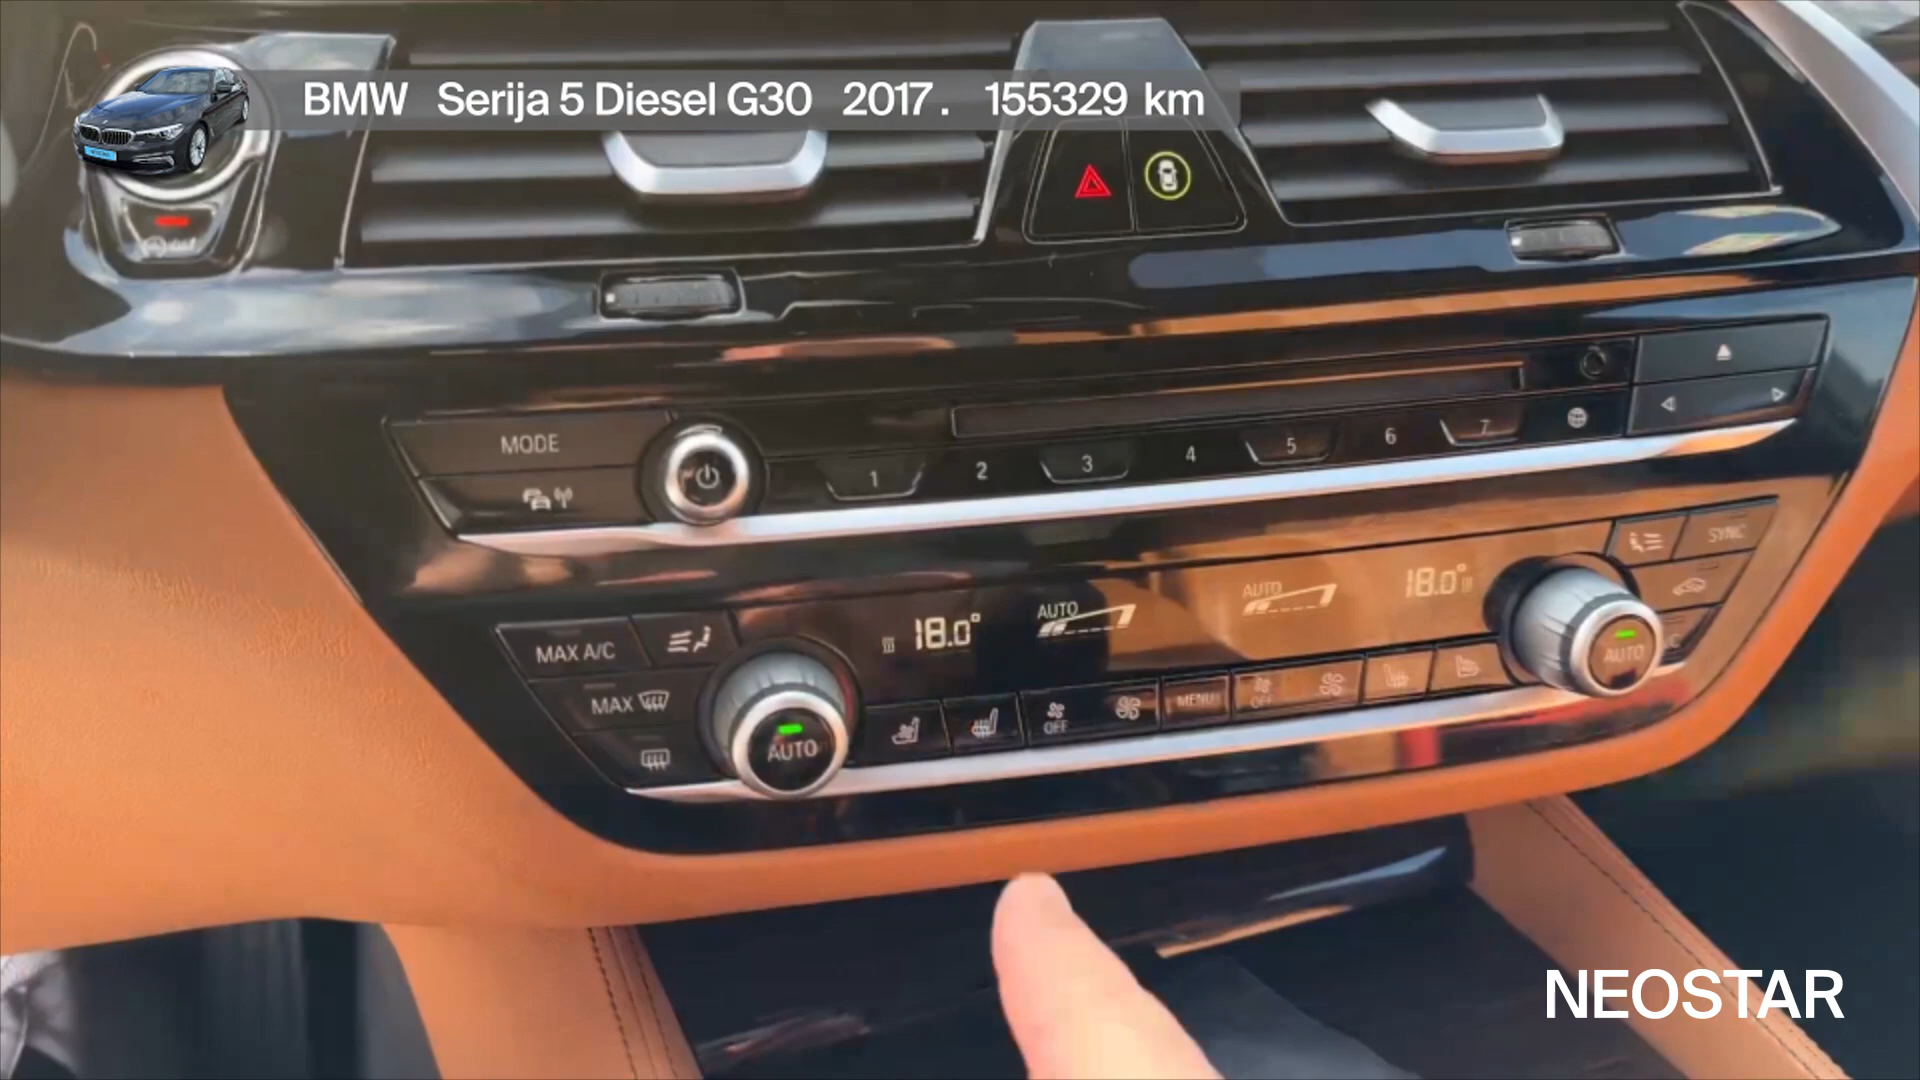 BMW Serija 5 Diesel G30 2017. 155329 km
MODE
1 2 3 4 5 6 7
SYNC
18.0° AUTO AUTO 18.0°
MAX A/C
MAX
AUTO OFF MENU OFF AUTO
NEOSTAR